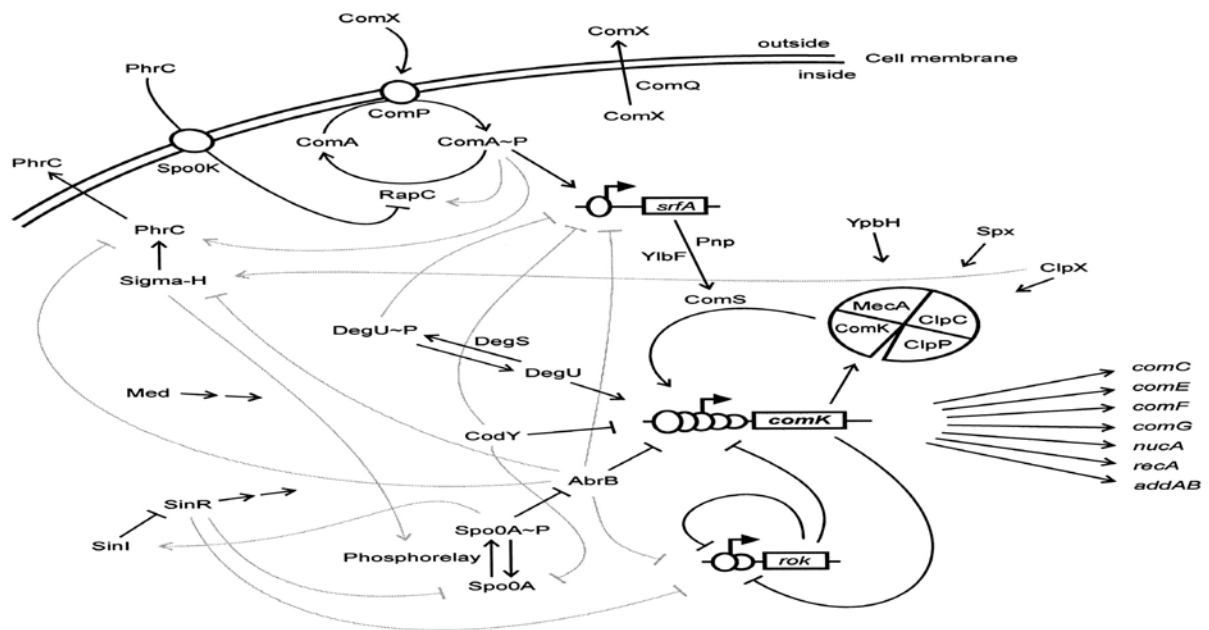 ComX
ComX
outside
inside
Cell membrane
PhrC
ComQ
ComP
ComX
ComA
ComA~P
PhrC
Spo0K
RapC
srfA
PhrC
YpbH
Spx
Pnp
YlbF
Sigma-H
ClpX
ComS
MecA
ClpC
ComK
ClpP
DegU~P
DegS
DegU
comC
comE
Med
comF
comK
comG
CodY
nucA
recA
AbrB
addAB
SinR
Spo0A~P
SinI
Phosphorelay
rok
Spo0A